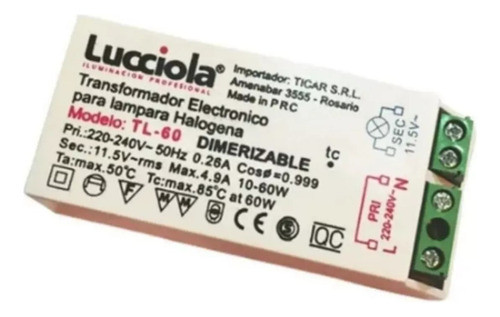 Lucciola®
ILUMINACION PROFESIONAL
Importador: TICAR S.R.L.
Amenabar 3555 - Rosario
Made in PRC
Transformador Electronico
para lampara Halogena
Modelo: TL-60 DIMERIZABLE
tc
Pri.:220-240V~50Hz 0.26A Cosø=0.999
Sec.:11.5V~rms Max.4.9A 10-60W
Ta:max.50°C Tc:max.85°C at 60W
F M M CE S IQC
SEC
11.5V~
PRI
220-240V~
L N